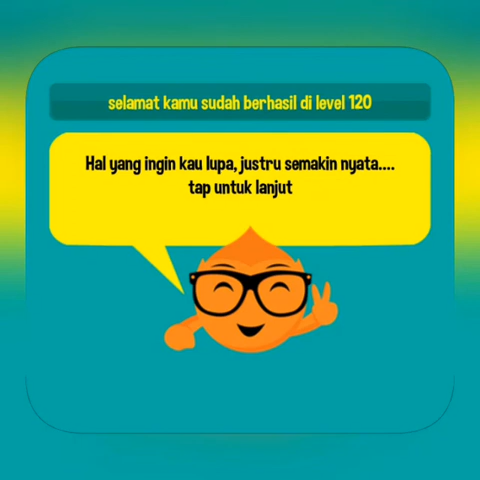 selamat kamu sudah berhasil di level 120
Hal yang ingin kau lupa, justru semakin nyata....
tap untuk lanjut